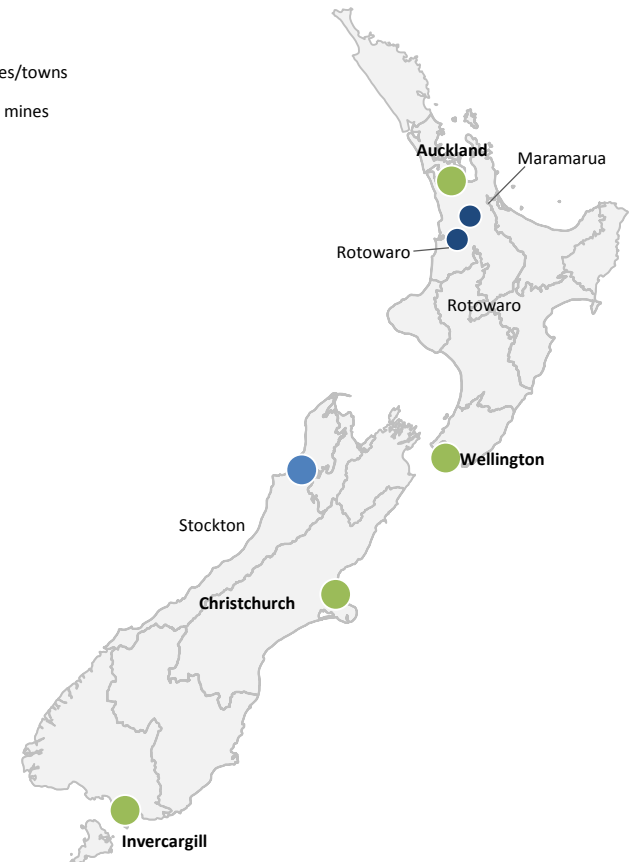 es/towns
mines
Auckland
Maramarua
Rotowaro
Rotowaro
Wellington
Stockton
Christchurch
Invercargill